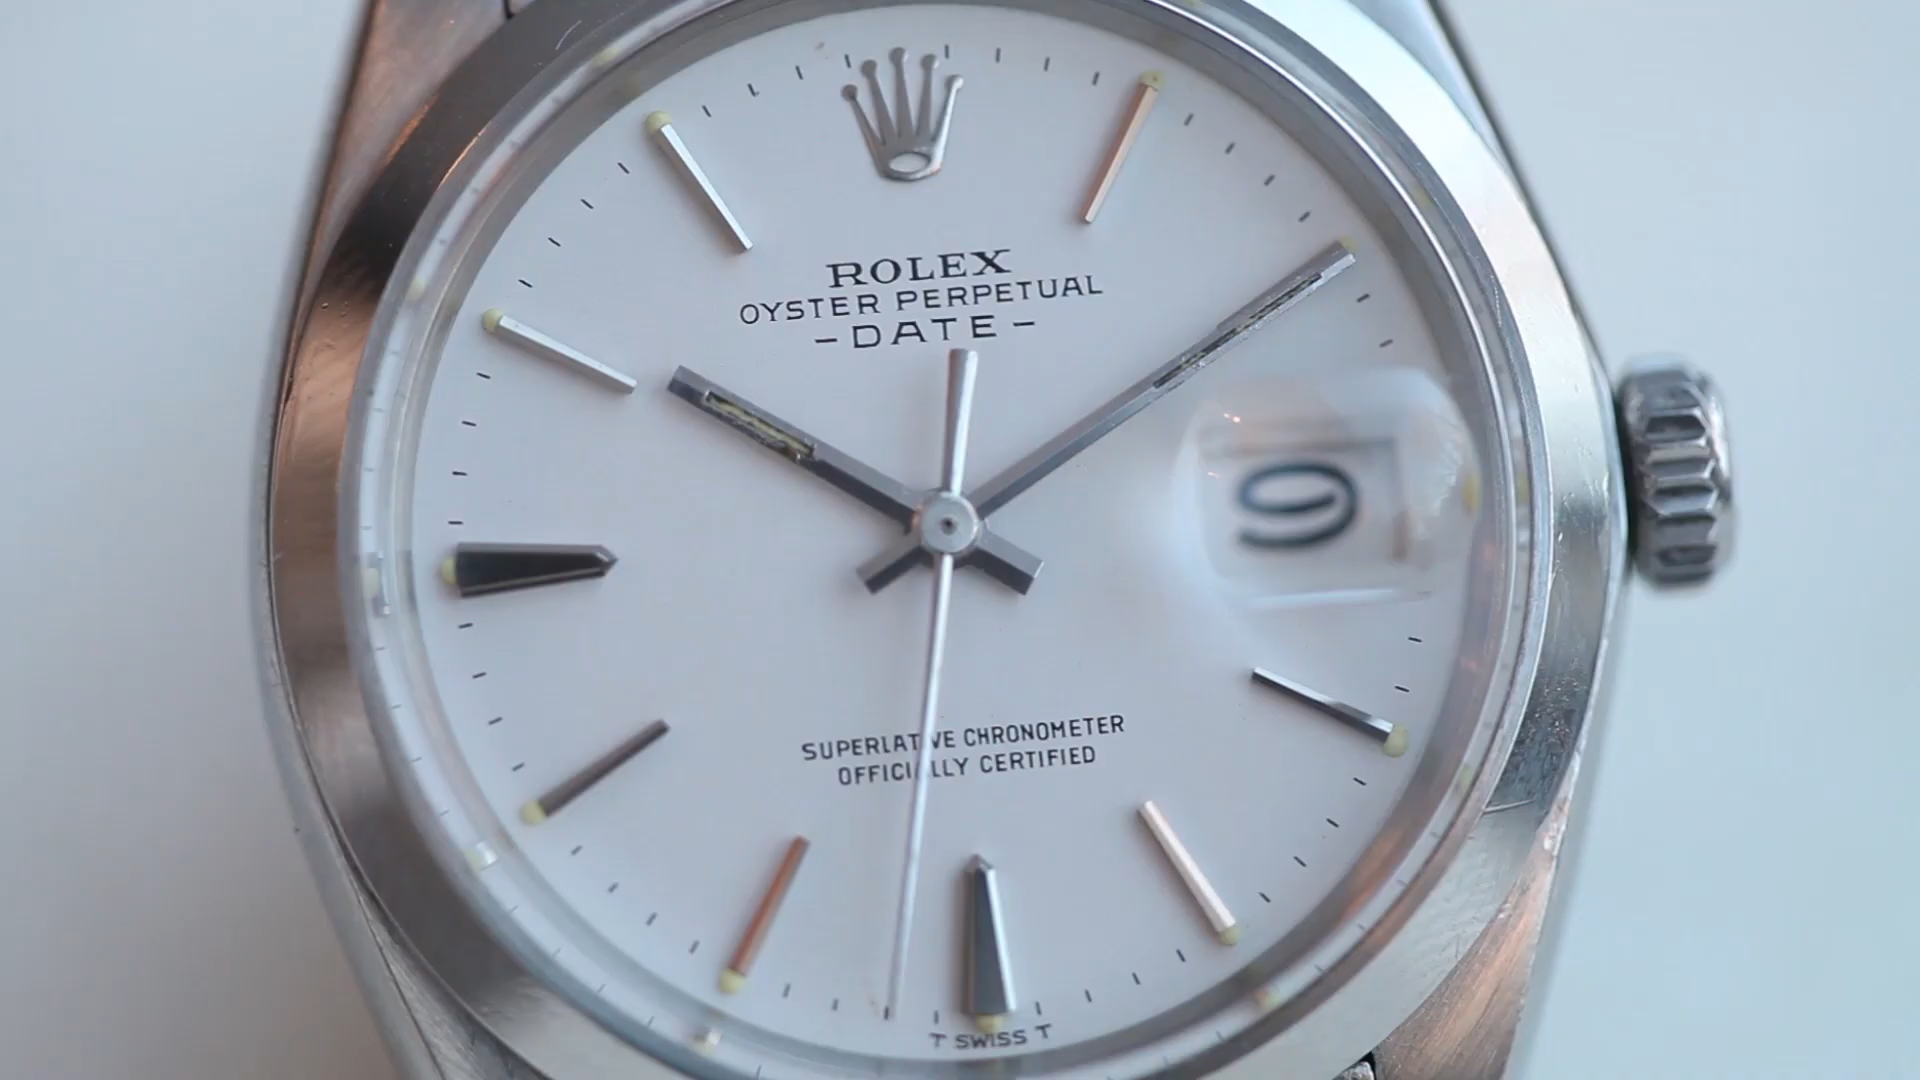 ROLEX
OYSTER PERPETUAL
-DATE-
9
SUPERLATIVE CHRONOMETER
OFFICIALLY CERTIFIED
T SWISS T